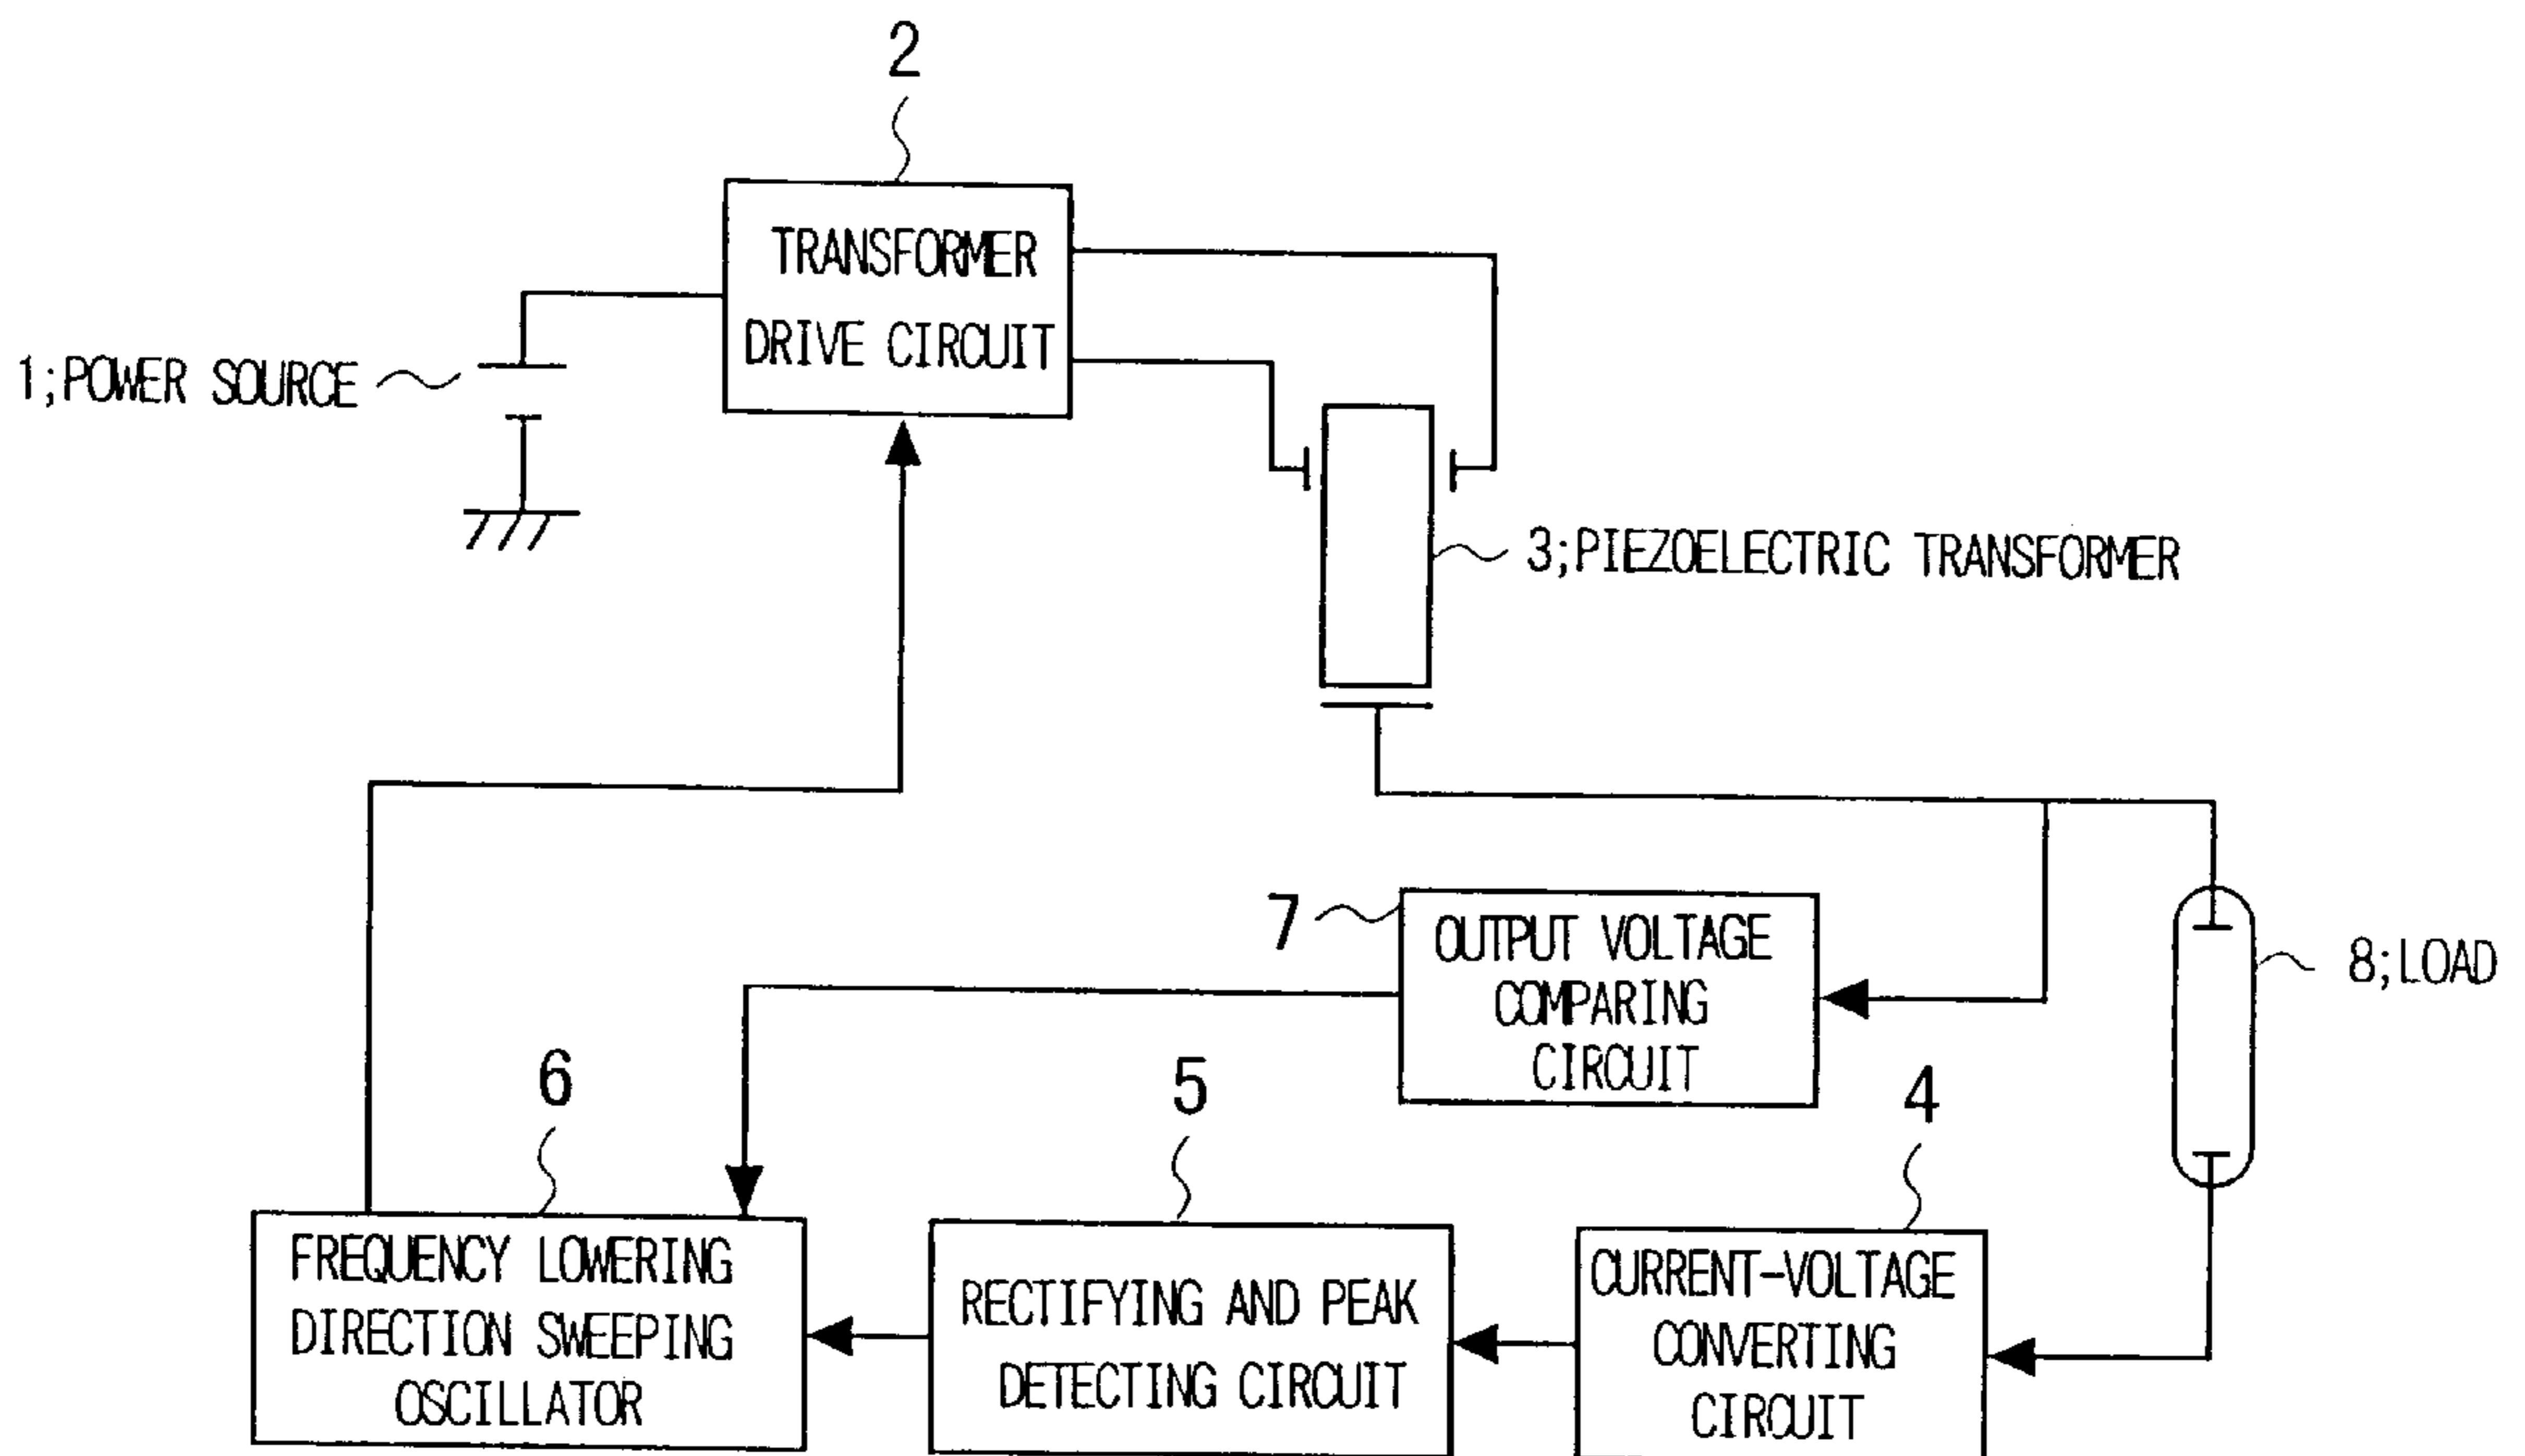 2
TRANSFORMER
DRIVE CIRCUIT
1;POWER SOURCE
3;PIEZOELECTRIC TRANSFORMER
7
OUTPUT VOLTAGE
COMPARING
CIRCUIT
8;LOAD
6
FREQUENCY LOWERING
DIRECTION SWEEPING
OSCILLATOR
5
RECTIFYING AND PEAK
DETECTING CIRCUIT
4
CURRENT-VOLTAGE
CONVERTING
CIRCUIT